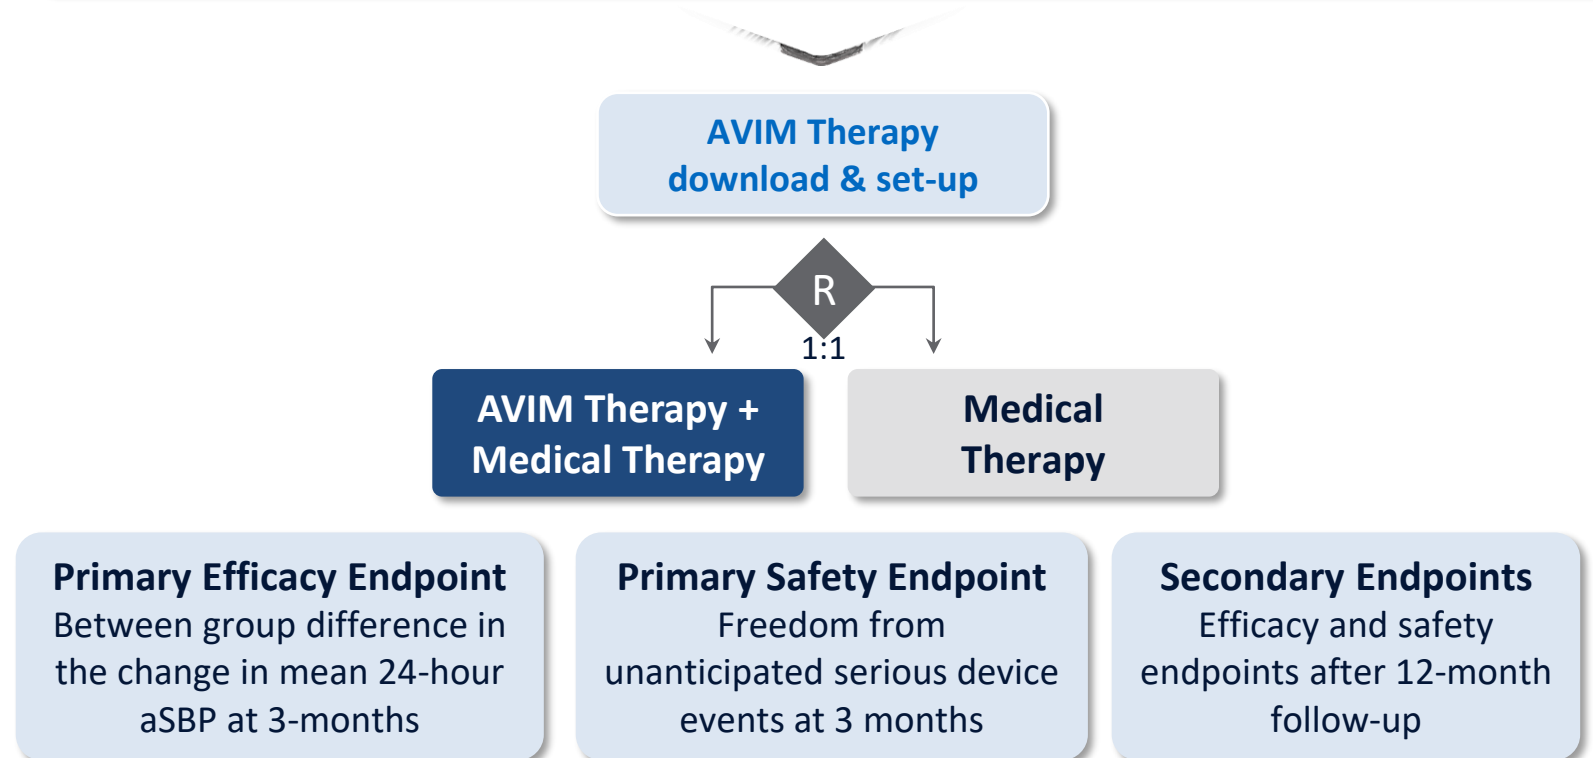 AVIM Therapy
download & set-up
R
1:1
AVIM Therapy +
Medical Therapy
Medical
Therapy
Primary Efficacy Endpoint
Between group difference in
the change in mean 24-hour
aSBP at 3-months
Primary Safety Endpoint
Freedom from
unanticipated serious device
events at 3 months
Secondary Endpoints
Efficacy and safety
endpoints after 12-month
follow-up